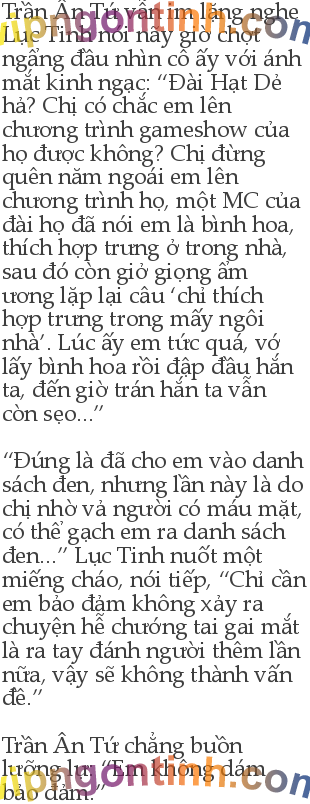 Trần Ân Tứ vẫn im lặng nghe
Lục Tinh nói nãy giờ chợt
ngẩng đầu nhìn cô ấy với ánh
mắt kinh ngạc: “Đài Hạt Dẻ
hả? Chị có chắc em lên
chương trình gameshow của
họ được không? Chị đừng
quên năm ngoái em lên
chương trình họ, một MC của
đài họ đã nói em là bình hoa,
thích hợp trưng ở trong nhà,
sau đó còn giở giọng ẩm
ương lặp lại câu ‘chỉ thích
hợp trưng trong mấy ngôi
nhà’. Lúc ấy em tức quá, vớ
lấy bình hoa rồi đập đầu hắn
ta, đến giờ trán hắn ta vẫn
còn sẹo...”
“Đúng là đã cho em vào danh
sách đen, nhưng lần này là do
chị nhờ vả người có máu mặt,
có thể gạch em ra danh sách
đen...” Lục Tinh nuốt một
miếng cháo, nói tiếp, “Chỉ cần
em bảo đảm không xảy ra
chuyện hễ chướng tai gai mắt
là ra tay đánh người thêm lần
nữa, vậy sẽ không thành vấn
đề.”
Trần Ân Tứ chẳng buồn
lưỡng lự: “Em không dám
bảo đảm.”